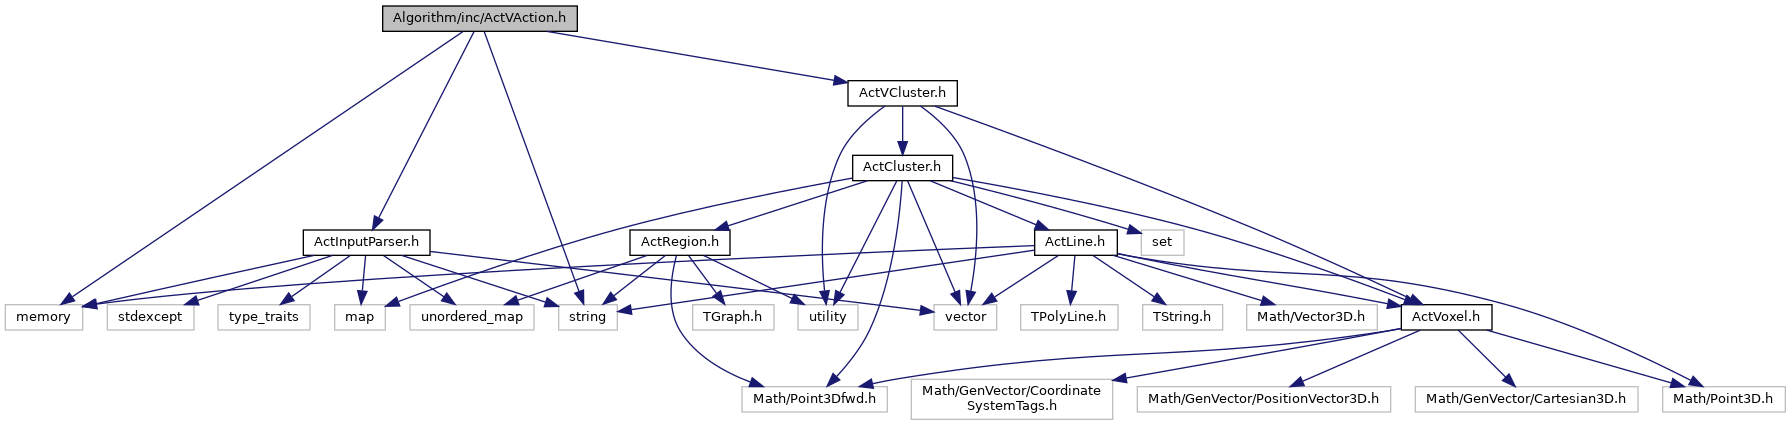 Algorithm/inc/ActVAction.h
ActVCluster.h
ActCluster.h
ActInputParser.h
ActRegion.h
ActLine.h
set
memory
stdexcept
type_traits
map
unordered_map
string
TGraph.h
utility
vector
TPolyLine.h
TString.h
Math/Vector3D.h
ActVoxel.h
Math/Point3Dfwd.h
Math/GenVector/Coordinate
SystemTags.h
Math/GenVector/PositionVector3D.h
Math/GenVector/Cartesian3D.h
Math/Point3D.h